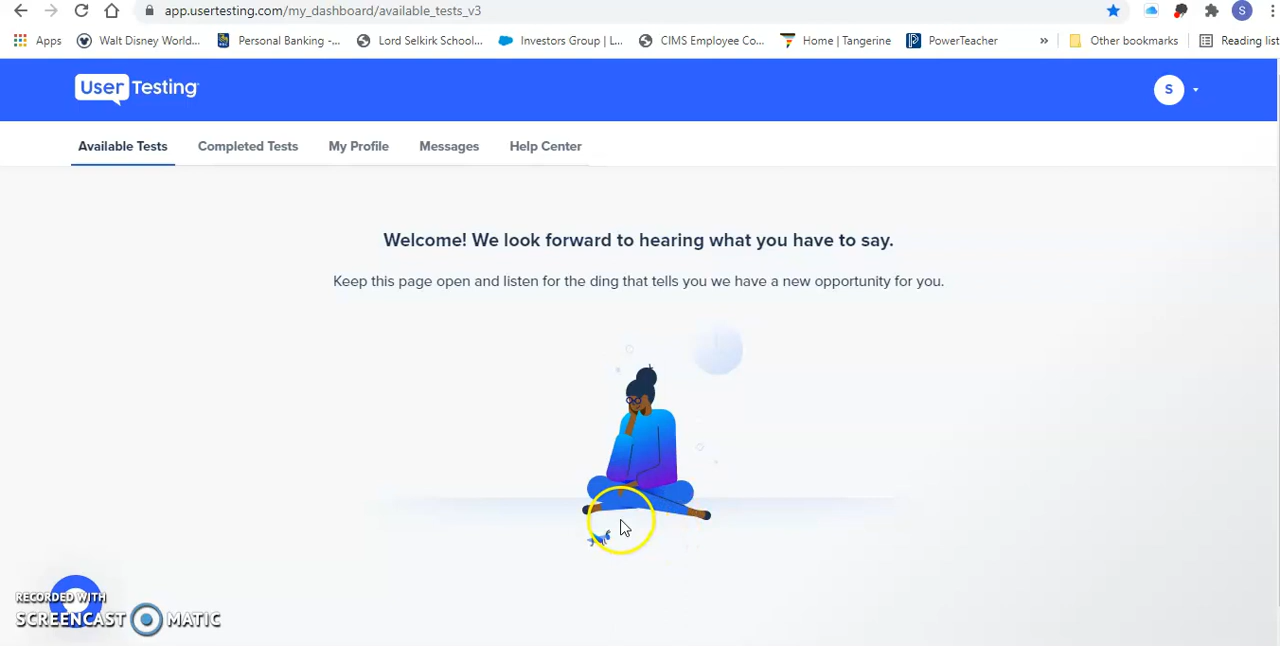 app.usertesting.com/my_dashboard/available_tests_v3
S
Apps
Walt Disney World...
Personal Banking -...
Lord Selkirk School...
Investors Group | L...
CIMS Employee Co...
Home | Tangerine
PowerTeacher
»
Other bookmarks
Reading list
UserTesting
S
Available Tests
Completed Tests
My Profile
Messages
Help Center
Welcome! We look forward to hearing what you have to say.
Keep this page open and listen for the ding that tells you we have a new opportunity for you.
RECORDED WITH
SCREENCAST MATIC